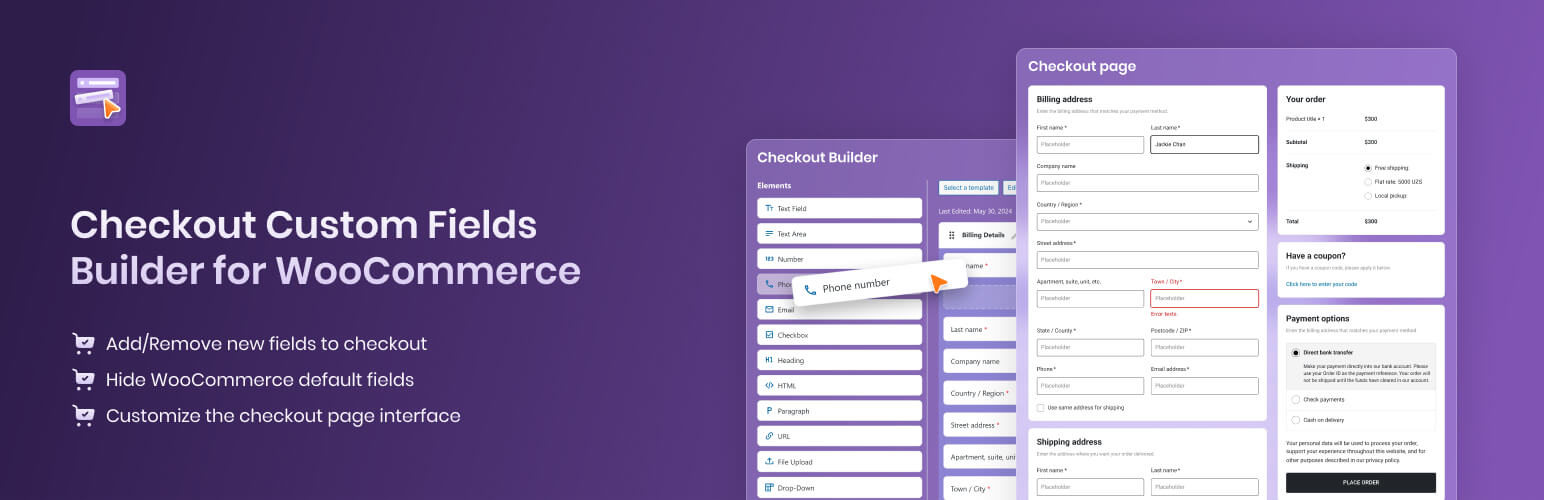 Checkout Custom Fields
Builder for WooCommerce
Add/Remove new fields to checkout
Hide WooCommerce default fields
Customize the checkout page interface
Checkout Builder
Elements
Tт Text Field
Text Area
123 Number
Pho
Phone number
Email
Checkbox
H1 Heading
</> HTML
P Paragraph
URL
File Upload
Drop-Down
Select a template
Last Edited: May 30, 2024
Billing Details
name *
Last name *
Company name
Country / Region *
Street address *
Apartment, suite, uni
Town / City *
Checkout page
Billing address
Enter the billing address that matches your payment method.
First name * Last name *
Placeholder Jackie Chan
Company name
Placeholder
Country / Region *
Placeholder
Street address *
Placeholder
Apartment, suite, unit, etc. Town / City *
Placeholder Placeholder
Error texts
State / County * Postcode / ZIP *
Placeholder Placeholder
Phone * Email address *
Placeholder Placeholder
Use same address for shipping
Shipping address
Enter the address where you want your order delivered.
First name * Last name *
Placeholder Placeholder
Your order
Product title × 1 $300
Subtotal $300
Shipping Free shipping
Flat rate: 5000 UZS
Local pickup
Total $300
Have a coupon?
If you have a coupon code, please apply it below.
Click here to enter your code
Payment options
Enter the billing address that matches your payment method
Direct bank transfer
Make your payment directly into our bank account. Please
use your Order ID as the payment reference. Your order will
not be shipped until the funds have cleared in our account.
Check payments
Cash on delivery
Your personal data will be used to process your order,
support your experience throughout this website, and for
other purposes described in our privacy policy.
PLACE ORDER